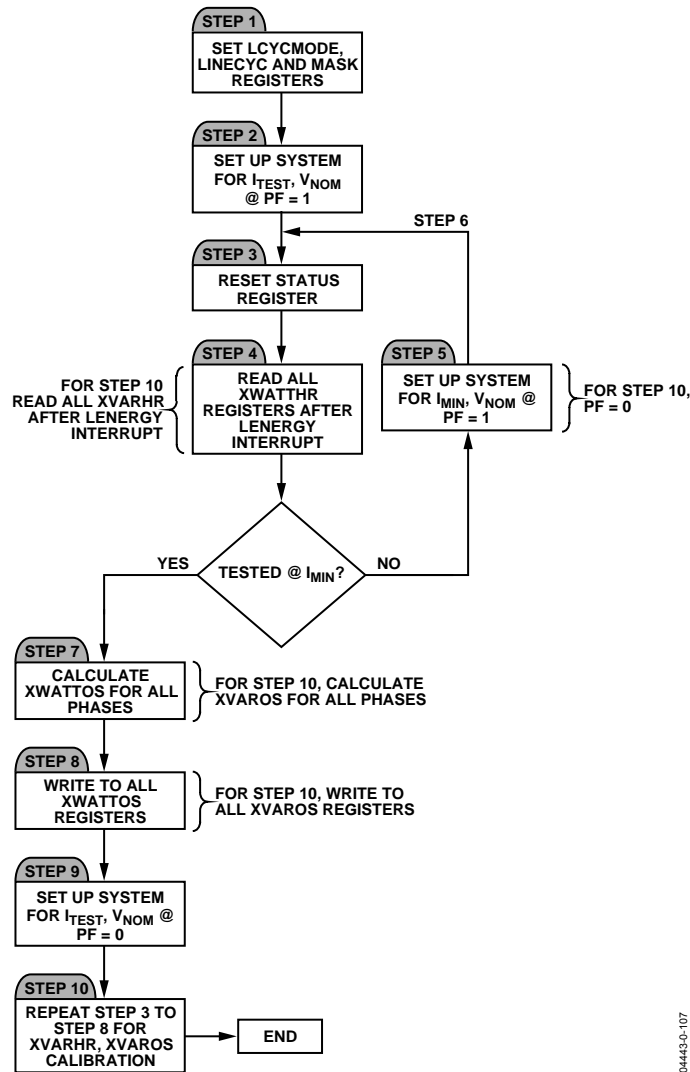 STEP 1
SET LCYCMODE,
LINECYC AND MASK
REGISTERS
STEP 2
SET UP SYSTEM
FOR ITEST, VNOM
@ PF = 1
STEP 6
STEP 3
RESET STATUS
REGISTER
STEP 4
READ ALL
XWATTHR
REGISTERS AFTER
LENERGY
INTERRUPT
FOR STEP 10
READ ALL XVARHR
AFTER LENERGY
INTERRUPT
STEP 5
SET UP SYSTEM
FOR IMIN, VNOM @
PF = 1
FOR STEP 10,
PF = 0
YES
TESTED @ IMIN?
NO
STEP 7
CALCULATE
XWATTOS FOR ALL
PHASES
FOR STEP 10, CALCULATE
XVAROS FOR ALL PHASES
STEP 8
WRITE TO ALL
XWATTOS
REGISTERS
FOR STEP 10, WRITE TO
ALL XVAROS REGISTERS
STEP 9
SET UP SYSTEM
FOR ITEST, VNOM @
PF = 0
STEP 10
REPEAT STEP 3 TO
STEP 8 FOR
XVARHR, XVAROS
CALIBRATION
END
04443-0-107